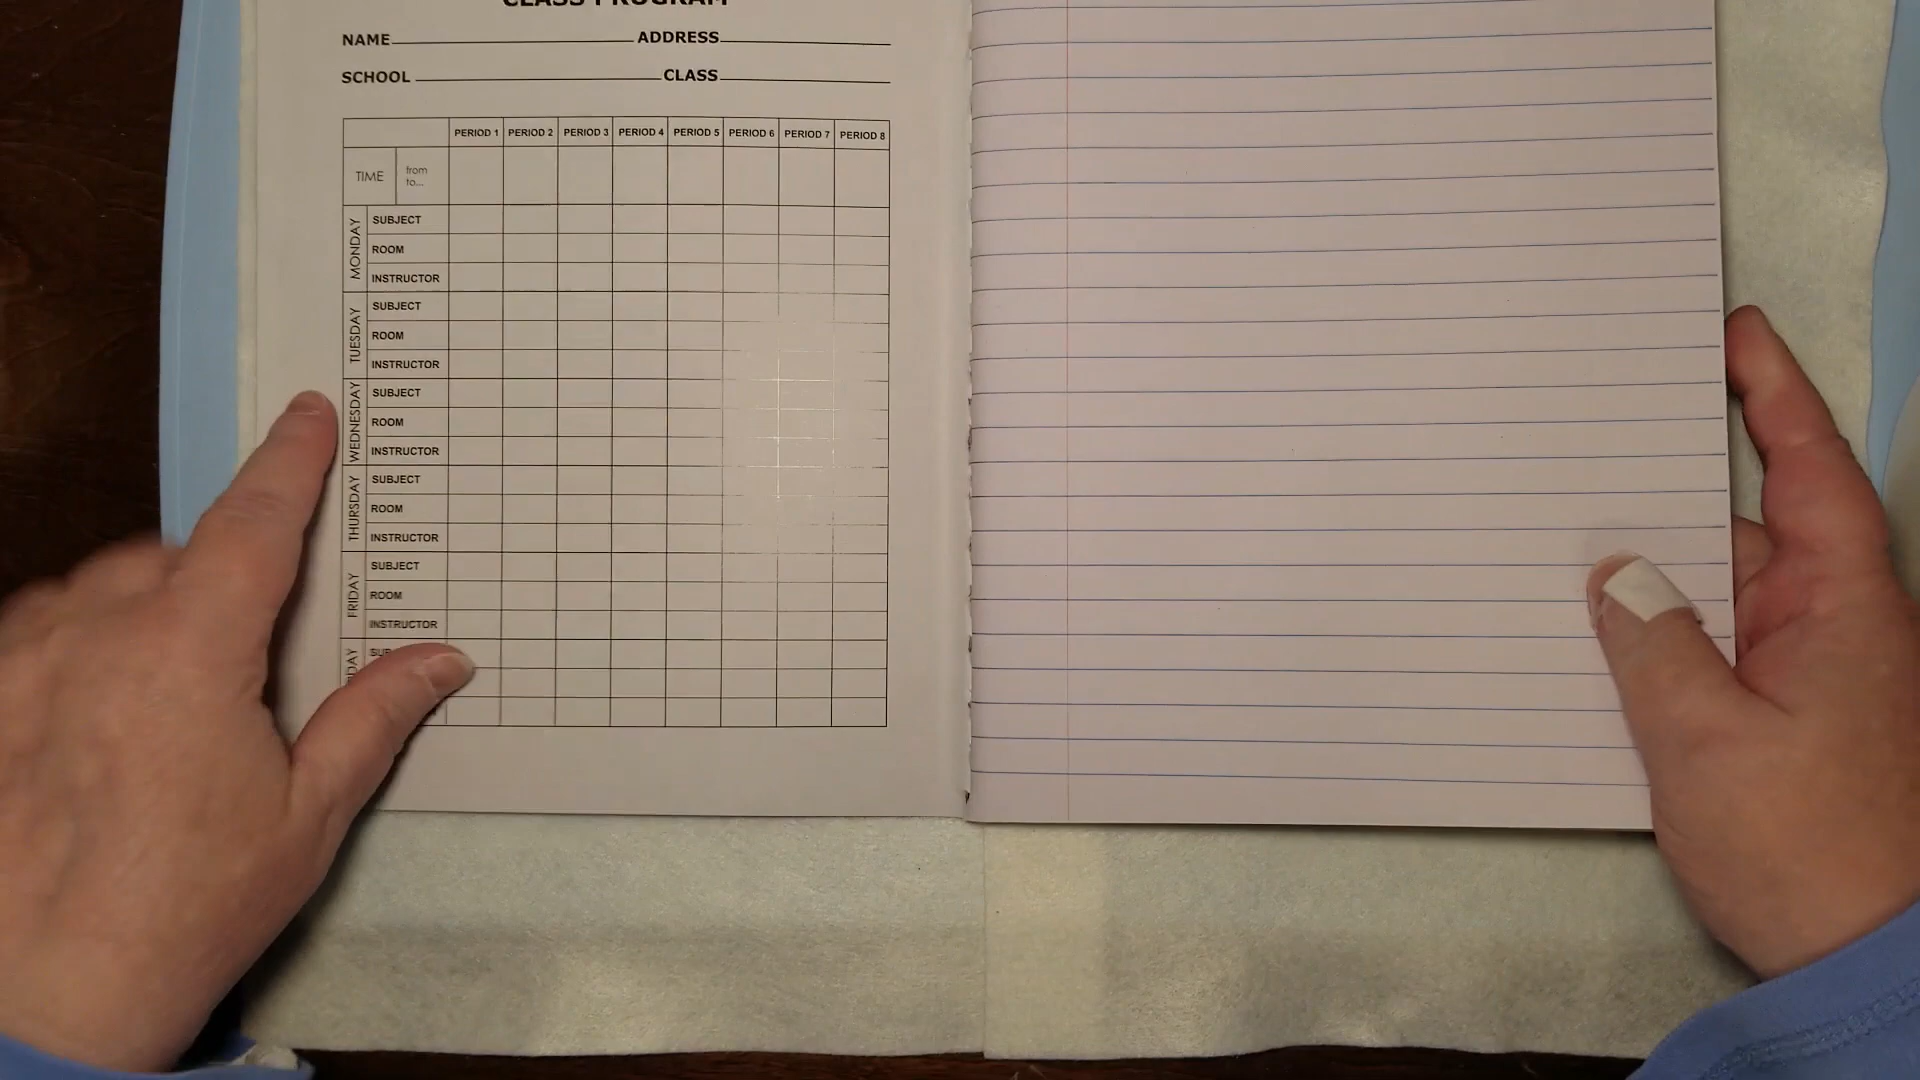 CLASS PROGRAM
NAME ADDRESS
SCHOOL CLASS
PERIOD 1 PERIOD 2 PERIOD 3 PERIOD 4 PERIOD 5 PERIOD 6 PERIOD 7 PERIOD 8
TIME from to...
MONDAY
SUBJECT
ROOM
INSTRUCTOR
TUESDAY
SUBJECT
ROOM
INSTRUCTOR
WEDNESDAY
SUBJECT
ROOM
INSTRUCTOR
THURSDAY
SUBJECT
ROOM
INSTRUCTOR
FRIDAY
SUBJECT
ROOM
INSTRUCTOR